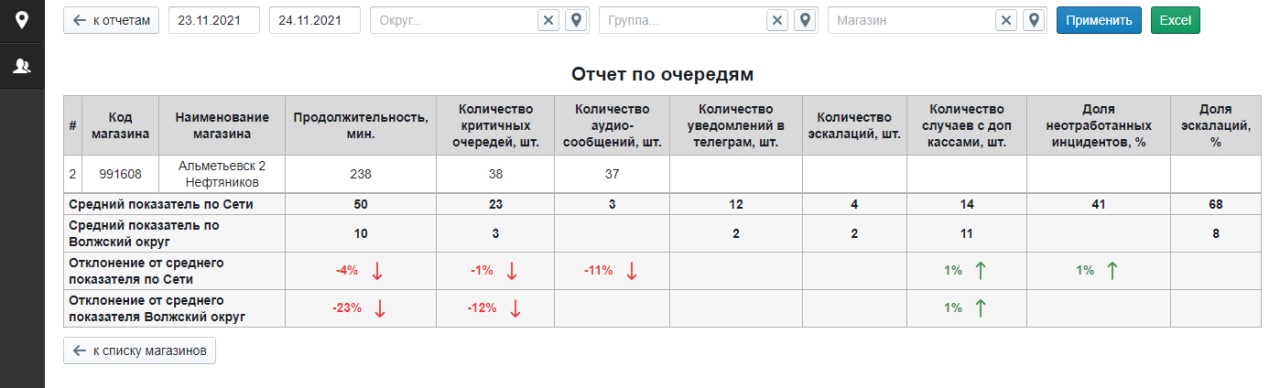 ← к отчетам 23.11.2021 24.11.2021 Округ... Группа... Магазин Применить Excel
Отчет по очередям
# Код магазина Наименование магазина Продолжительность, мин. Количество критичных очередей, шт. Количество аудио-сообщений, шт. Количество уведомлений в телеграм, шт. Количество эскалаций, шт. Количество случаев с доп кассами, шт. Доля неотработанных инцидентов, % Доля эскалаций, %
2 991608 Альметьевск 2 Нефтяников 238 38 37
Средний показатель по Сети 50 23 3 12 4 14 41 68
Средний показатель по Волжский округ 10 3 2 2 11 8
Отклонение от среднего показателя по Сети -4% ↓ -1% ↓ -11% ↓ 1% ↑ 1% ↑
Отклонение от среднего показателя Волжский округ -23% ↓ -12% ↓ 1% ↑
← к списку магазинов